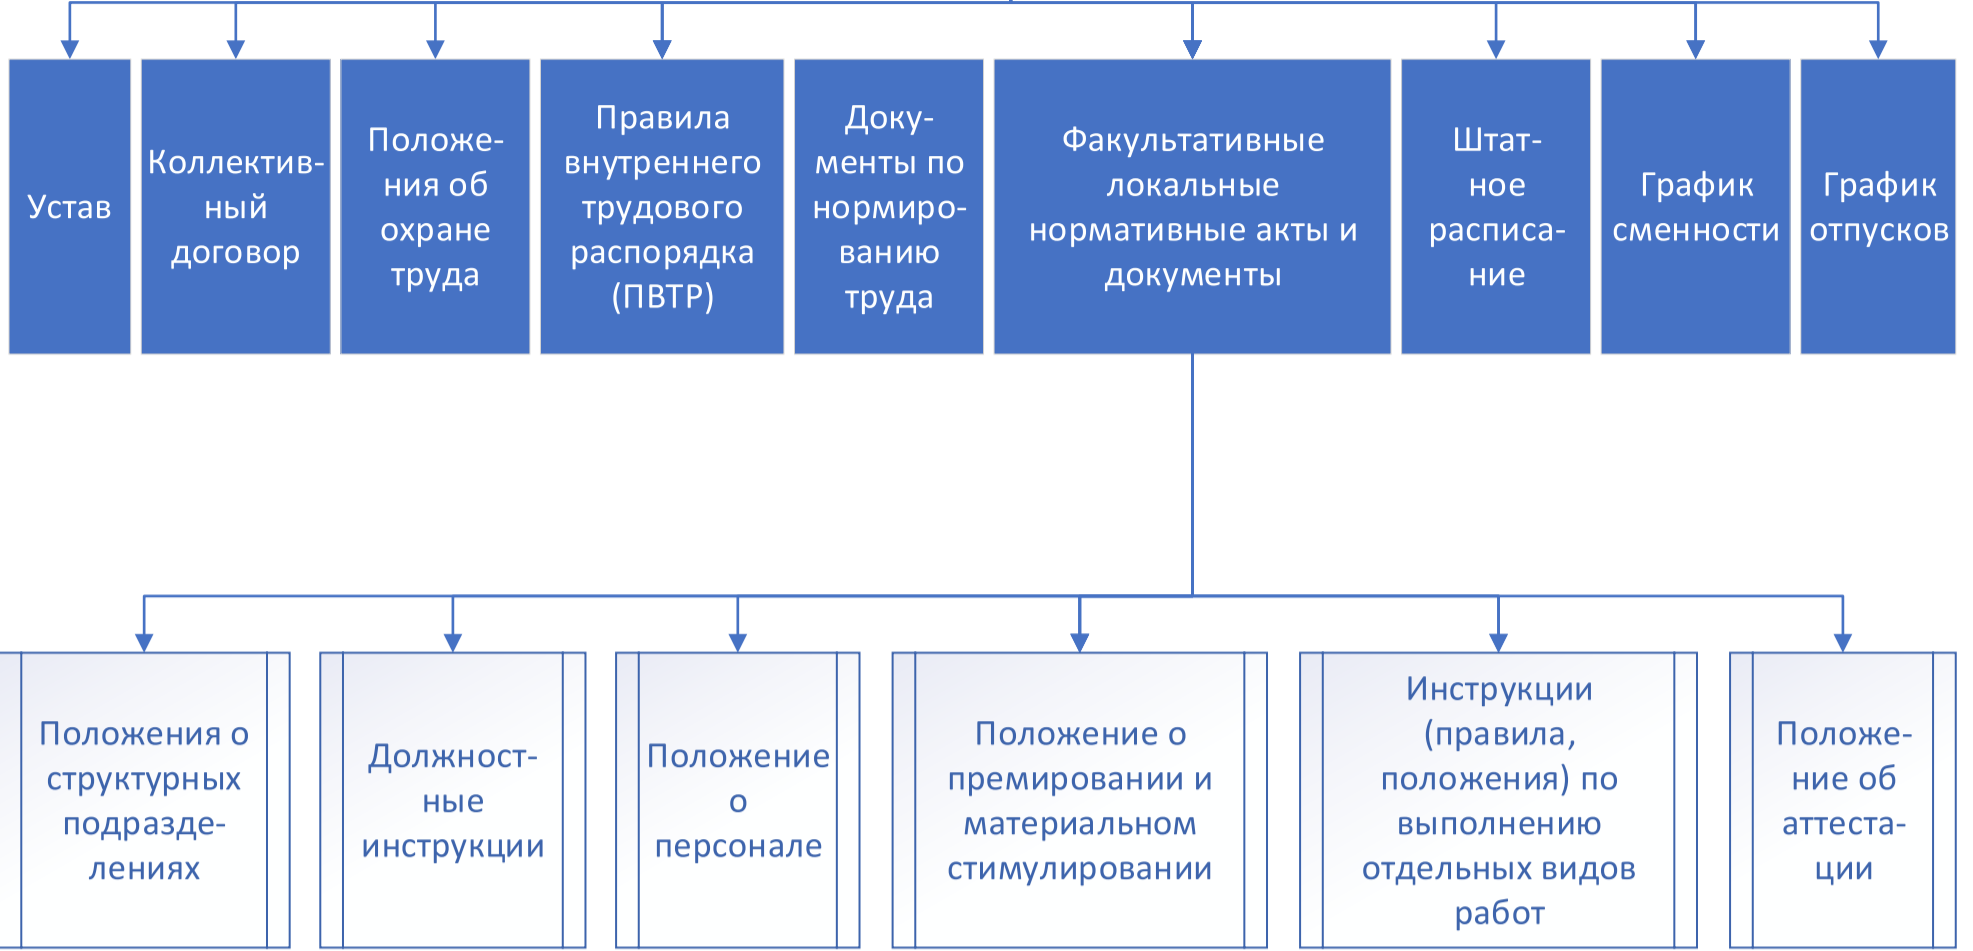 Устав
Коллектив-
ный
договор
Положе-
ния об
охране
труда
Правила
внутреннего
трудового
распорядка
(ПВТР)
Доку-
менты по
нормиро-
ванию
труда
Факультативные
локальные
нормативные акты и
документы
Штат-
ное
расписа-
ние
График
сменности
График
отпусков
Положения о
структурных
подразде-
лениях
Должност-
ные
инструкции
Положение
о
персонале
Положение о
премировании и
материальном
стимулировании
Инструкции
(правила,
положения) по
выполнению
отдельных видов
работ
Положе-
ние об
аттеста-
ции